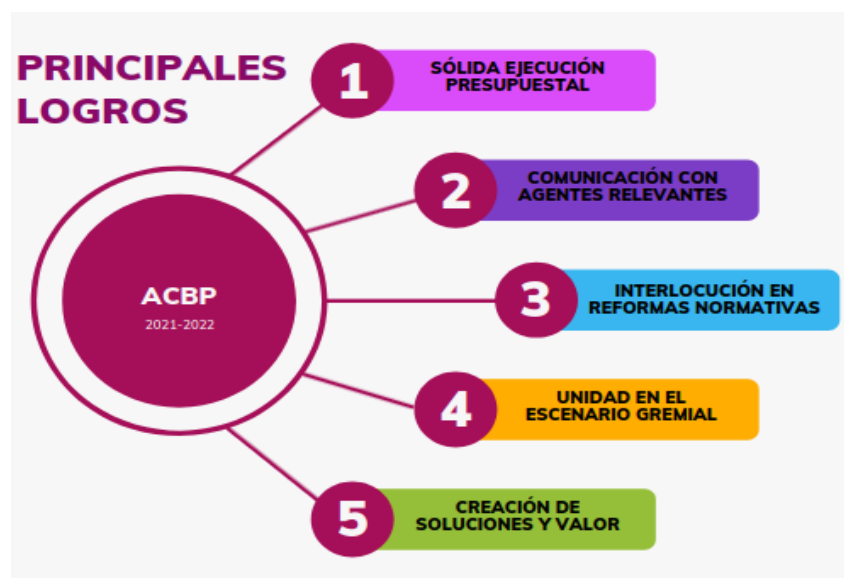 PRINCIPALES
LOGROS
ACBP
2021-2022
1
SÓLIDA EJECUCIÓN
PRESUPUESTAL
2
COMUNICACIÓN CON
AGENTES RELEVANTES
3
INTERLOCUCIÓN EN
REFORMAS NORMATIVAS
4
UNIDAD EN EL
ESCENARIO GREMIAL
5
CREACIÓN DE
SOLUCIONES Y VALOR